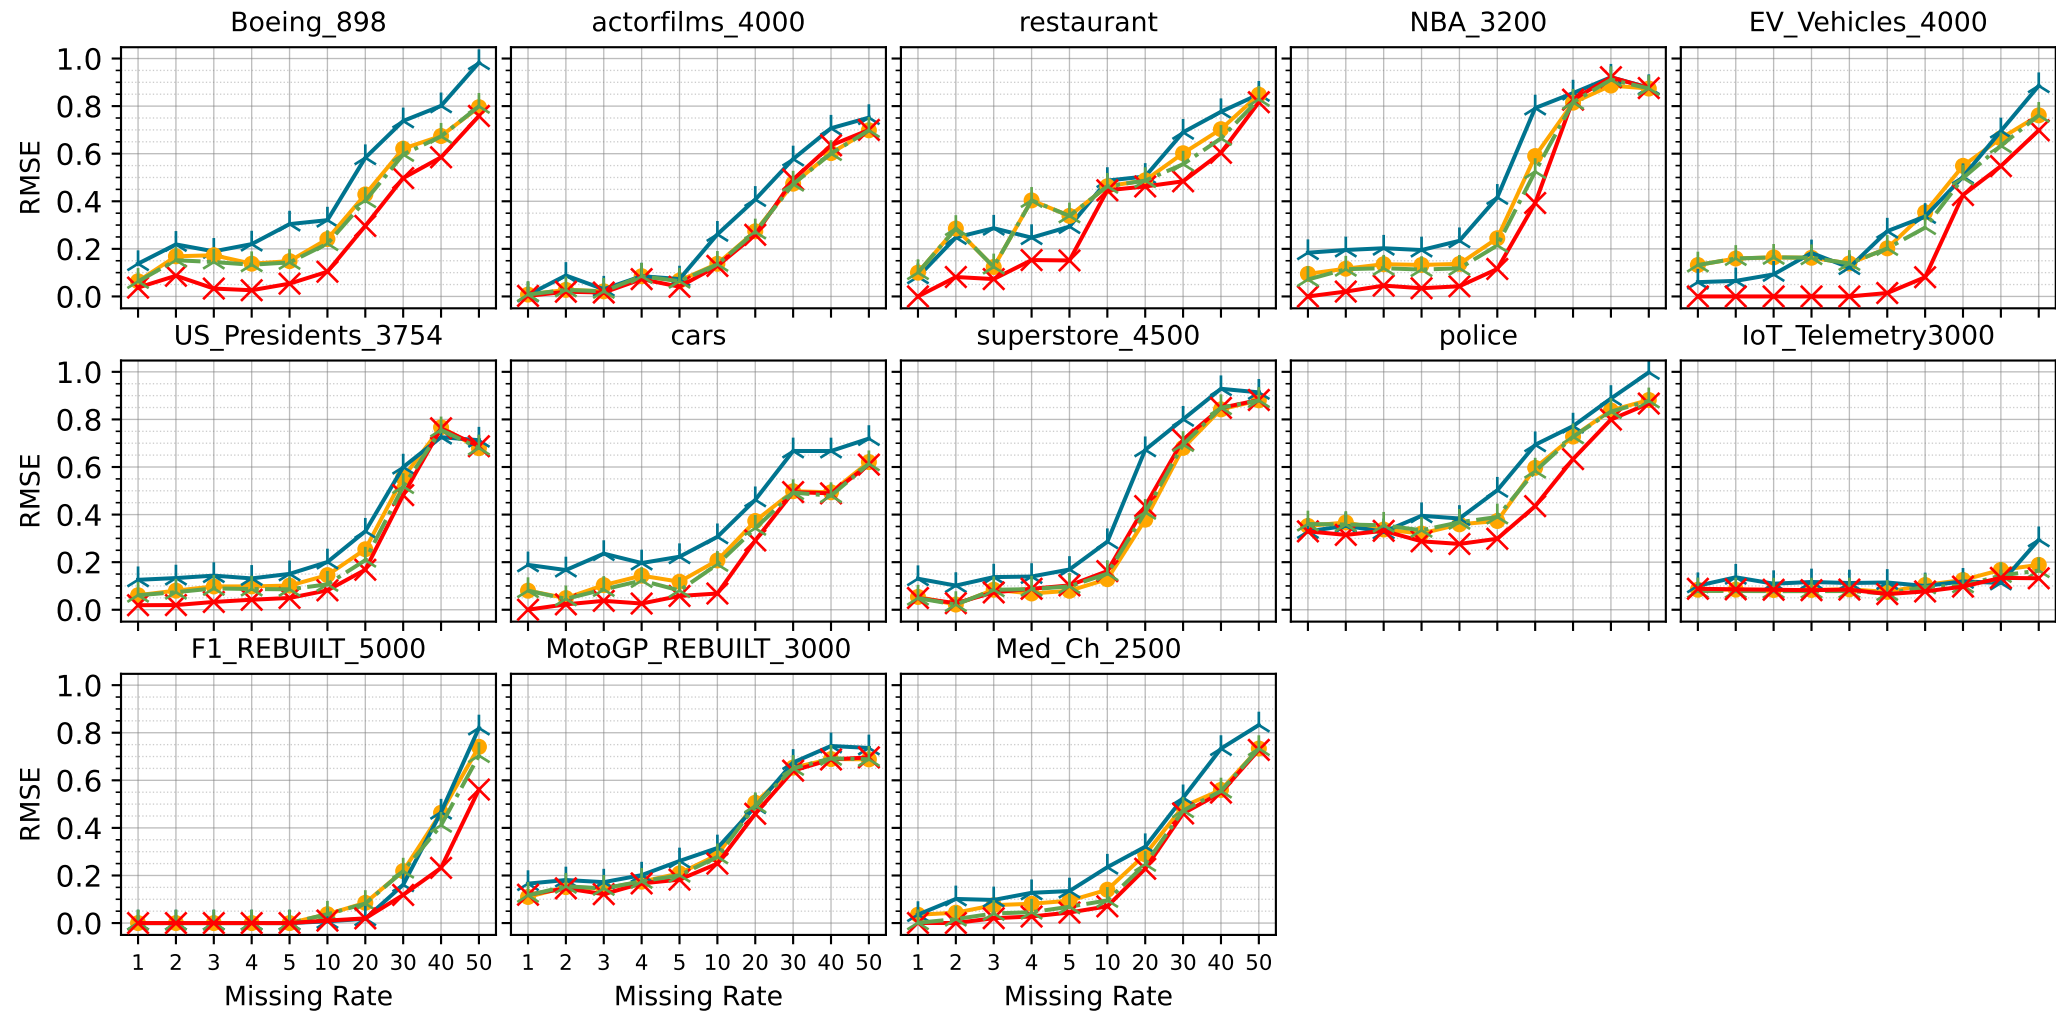 Boeing_898 actorfilms_4000 restaurant NBA_3200 EV_Vehicles_4000
1.0
0.8
0.6
0.4
0.2
0.0
RMSE
US_Presidents_3754 cars superstore_4500 police IoT_Telemetry3000
1.0
0.8
0.6
0.4
0.2
0.0
RMSE
F1_REBUILT_5000 MotoGP_REBUILT_3000 Med_Ch_2500
1.0
0.8
0.6
0.4
0.2
0.0
RMSE
1 2 3 4 5 10 20 30 40 50 1 2 3 4 5 10 20 30 40 50 1 2 3 4 5 10 20 30 40 50
Missing Rate Missing Rate Missing Rate